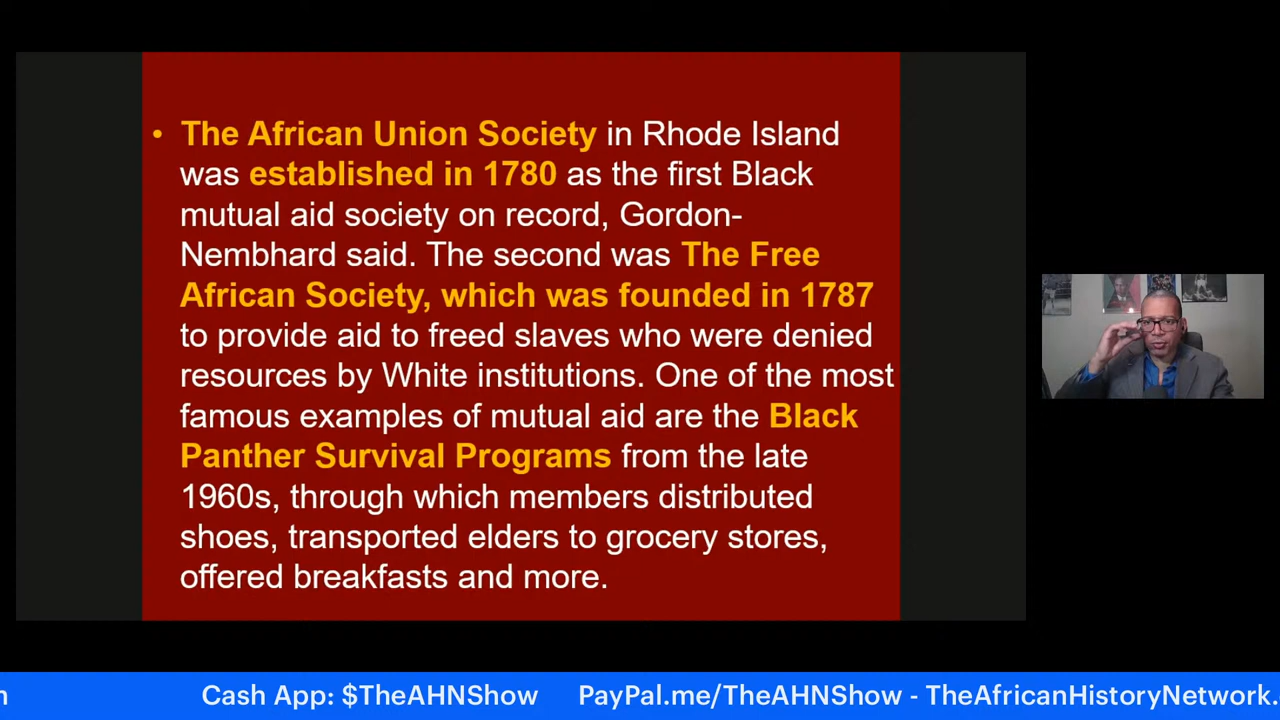 • The African Union Society in Rhode Island
was established in 1780 as the first Black
mutual aid society on record, Gordon-
Nembhard said. The second was The Free
African Society, which was founded in 1787
to provide aid to freed slaves who were denied
resources by White institutions. One of the most
famous examples of mutual aid are the Black
Panther Survival Programs from the late
1960s, through which members distributed
shoes, transported elders to grocery stores,
offered breakfasts and more.
n Cash App: $TheAHNShow PayPal.me/TheAHNShow - TheAfricanHistoryNetwork.